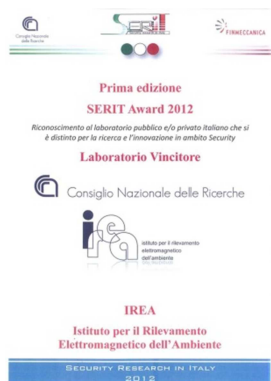 Consiglio Nazionale
delle Ricerche
SERIT
FINMECCANICA
Prima edizione
SERIT Award 2012
Riconoscimento al laboratorio pubblico e/o privato italiano che si
è distinto per la ricerca e l'innovazione in ambito Security
Laboratorio Vincitore
Consiglio Nazionale delle Ricerche
irea
istituto per il rilevamento
elettromagnetico
dell'ambiente
IREA
Istituto per il Rilevamento
Elettromagnetico dell'Ambiente
SECURITY RESEARCH IN ITALY
2012